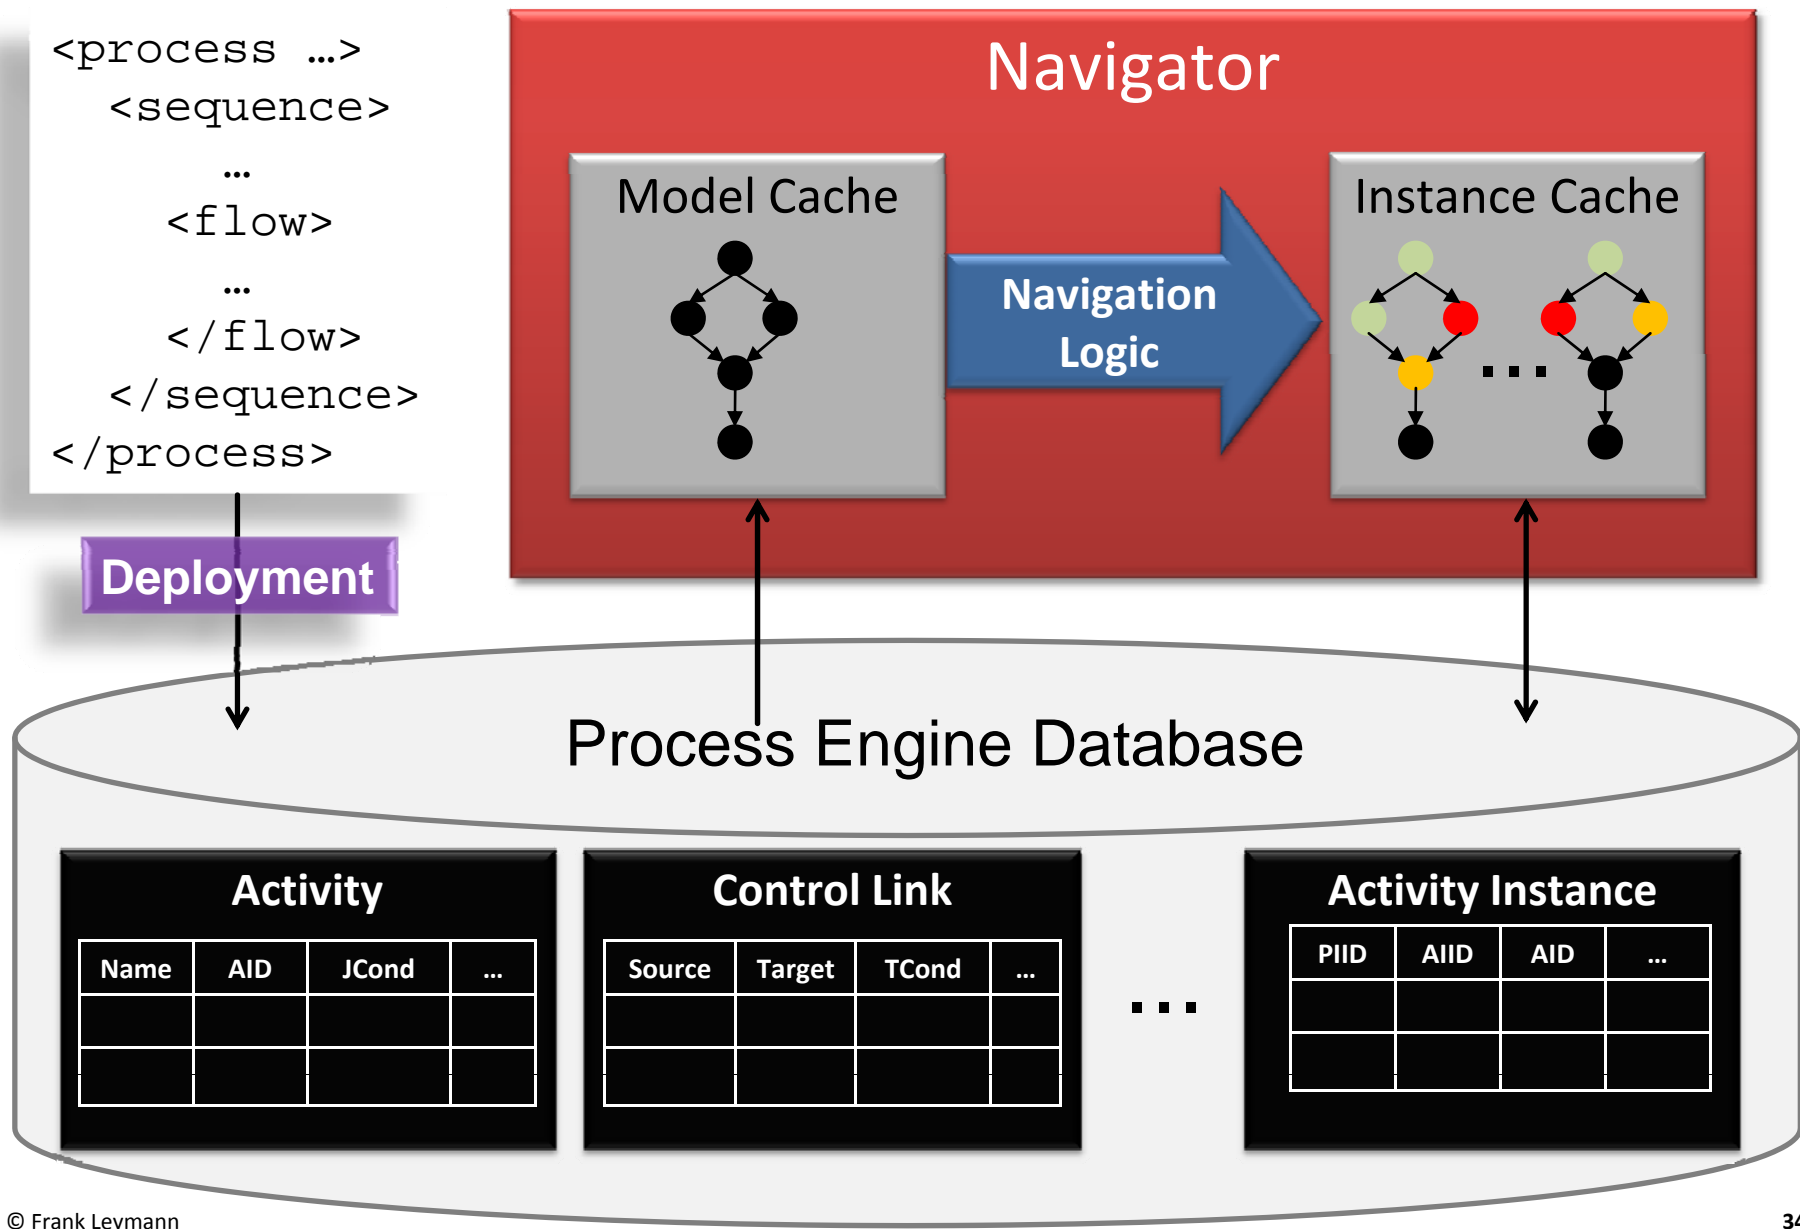 <process …>
<sequence>
…
<flow>
…
</flow>
</sequence>
</process>
Deployment
Navigator
Model Cache
Navigation
Logic
Instance Cache
...
Process Engine Database
Activity
Name AID JCond …
Control Link
Source Target TCond …
...
Activity Instance
PIID AIID AID …
© Frank Leymann
34